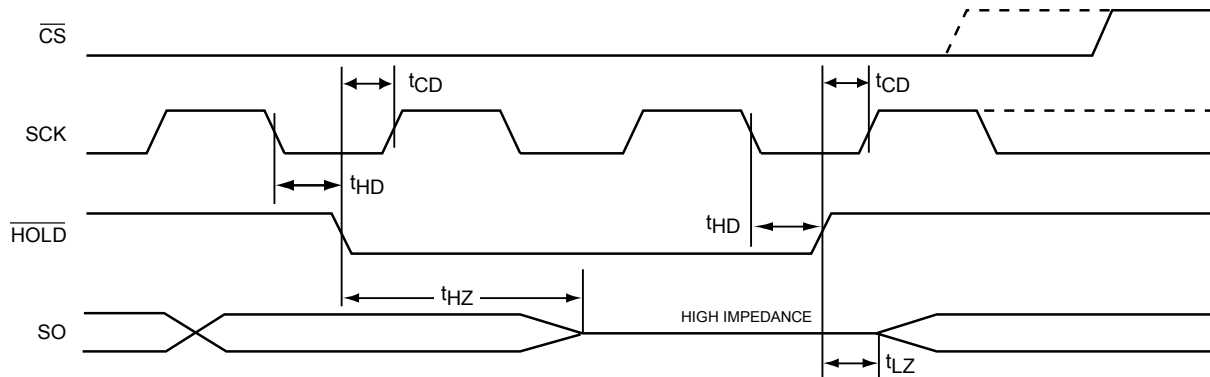 CS
tCD
tCD
SCK
tHD
HOLD
tHD
tHZ
HIGH IMPEDANCE
SO
tLZ